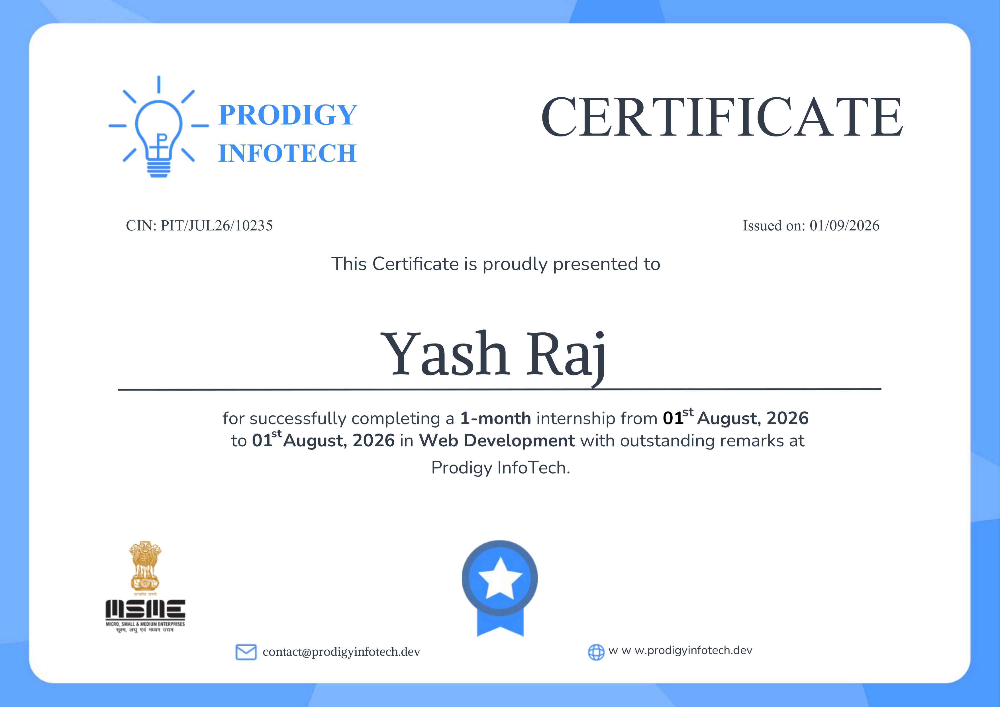 PRODIGY
INFOTECH
CERTIFICATE
CIN: PIT/JUL26/10235
Issued on: 01/09/2026
This Certificate is proudly presented to
Yash Raj
for successfully completing a 1-month internship from 01st August, 2026
to 01st August, 2026 in Web Development with outstanding remarks at
Prodigy InfoTech.
सत्यमेव जयते
MSME
MICRO, SMALL & MEDIUM ENTERPRISES
सूक्ष्म, लघु एवं मध्यम उद्यम
contact@prodigyinfotech.dev
w w w.prodigyinfotech.dev